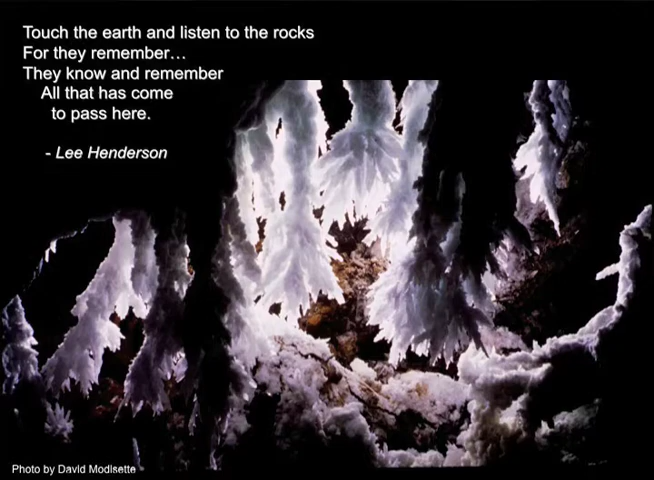 Touch the earth and listen to the rocks
For they remember…
They know and remember
All that has come
to pass here.
- Lee Henderson
Photo by David Modisette